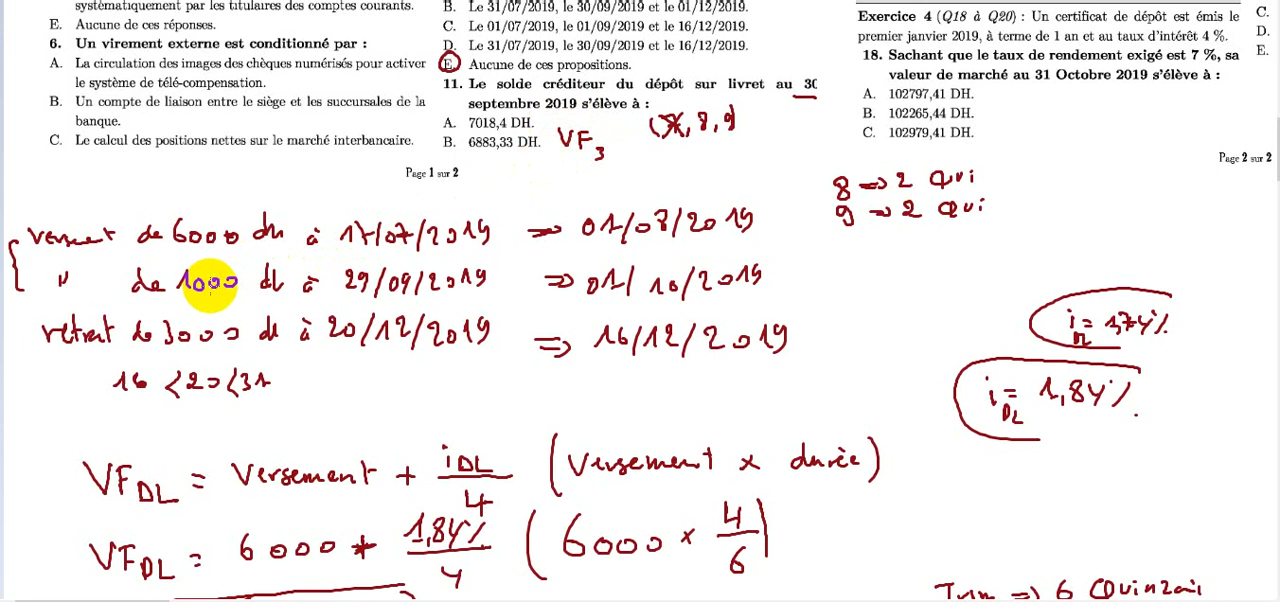 systématiquement par les titulaires des comptes courants.
E. Aucune de ces réponses.
6. Un virement externe est conditionné par :
A. La circulation des images des chèques numérisés pour activer
le système de télé-compensation.
B. Un compte de liaison entre le siège et les succursales de la
banque.
C. Le calcul des positions nettes sur le marché interbancaire.
B. Le 31/07/2019, le 30/09/2019 et le 01/12/2019.
C. Le 01/07/2019, le 01/09/2019 et le 16/12/2019.
D. Le 31/07/2019, le 30/09/2019 et le 16/12/2019.
E. Aucune de ces propositions.
11. Le solde créditeur du dépôt sur livret au 30
septembre 2019 s'élève à :
A. 7018,4 DH.
B. 6883,33 DH.
VF3
(7, 8, 9)
Page 1 sur 2
Exercice 4 (Q18 à Q20) : Un certificat de dépôt est émis le
premier janvier 2019, à terme de 1 an et au taux d'intérêt 4 %.
18. Sachant que le taux de rendement exigé est 7 %, sa
valeur de marché au 31 Octobre 2019 s'élève à :
A. 102797,41 DH.
B. 102265,44 DH.
C. 102979,41 DH.
C.
D.
E.
Page 2 sur 2
8 => 2 Qui
9 => 2 Qui
versent de 6000 dh à 17/07/2019 => 01/08/2019
" de 1000 dh à 29/09/2019 => 01/10/2019
retrait de 3000 dh à 20/12/2019 => 16/12/2019
16 < 20 < 31
i DL = 1,74%
i DL = 1,84%
VF DL = Versement + iDL/4 (Versement x durée)
VF DL = 6000 + 1,84%/4 (6000 x 4/6)
Trim => 6 Quinzai